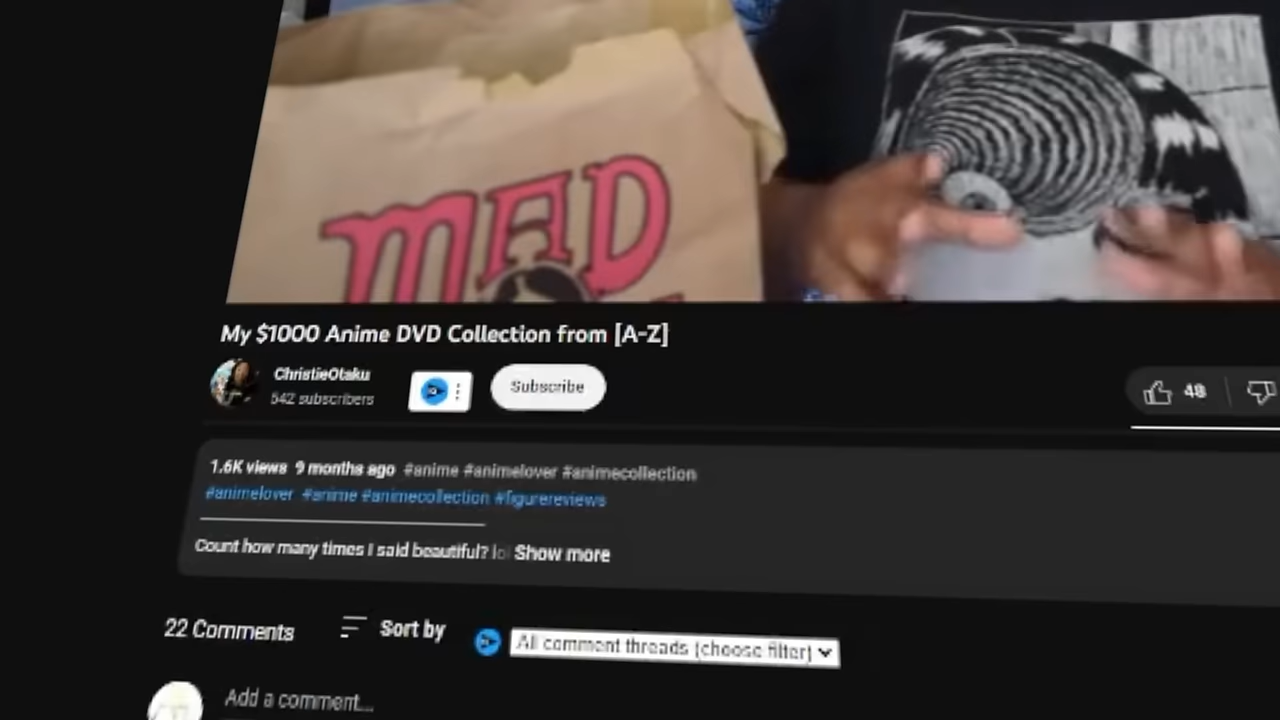 MAD
My $1000 Anime DVD Collection from [A-Z]
ChristieOtaku
542 subscribers
Subscribe
48
1.6K views 9 months ago #anime #animelover #animecollection
#animelover #anime #animecollection #figurereviews
Count how many times I said beautiful? lol Show more
22 Comments
Sort by
All comment threads (choose filter)
Add a comment...